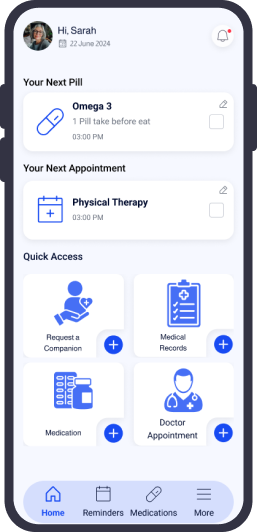 Hi, Sarah
22 June 2024
Your Next Pill
Omega 3
1 Pill take before eat
03:00 PM
Your Next Appointment
Physical Therapy
03:00 PM
Quick Access
Request a
Companion
Medical
Records
Medication
Doctor
Appointment
Home
Reminders
Medications
More